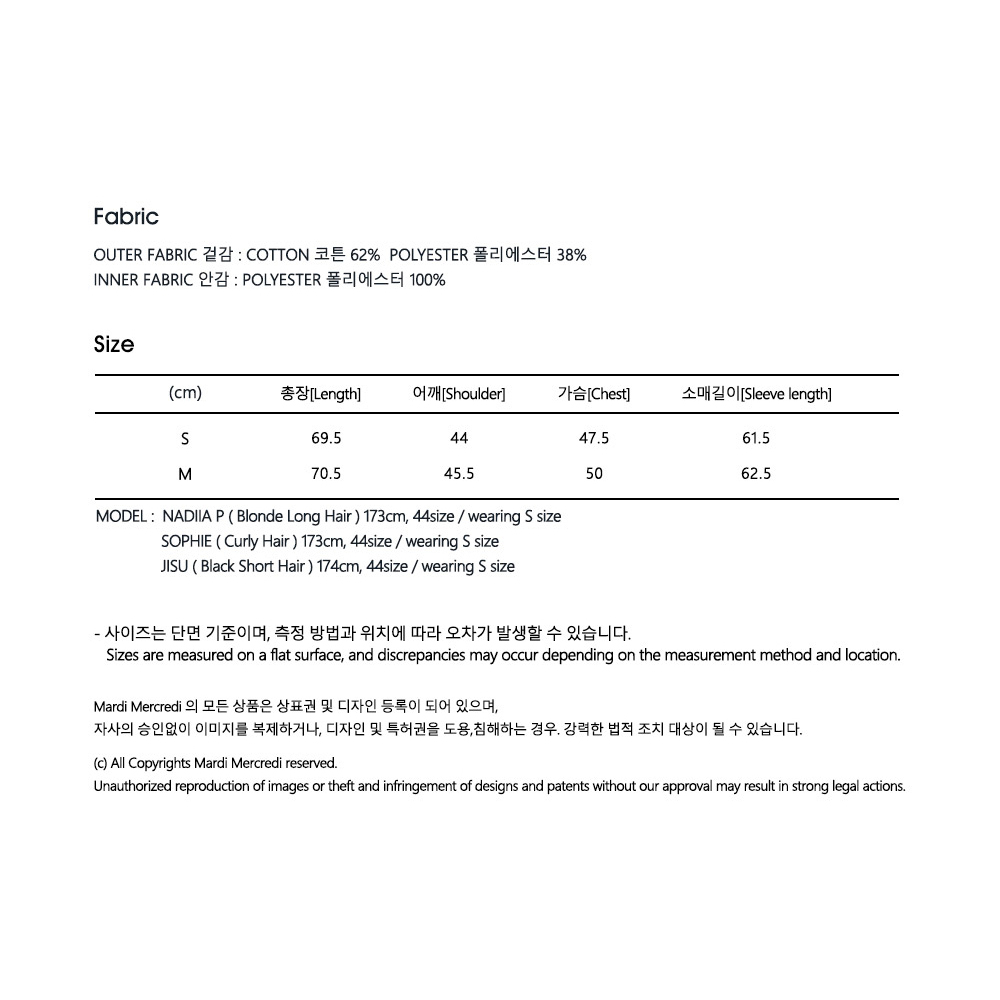 Fabric
OUTER FABRIC 겉감 : COTTON 코튼 62% POLYESTER 폴리에스터 38%
INNER FABRIC 안감 : POLYESTER 폴리에스터 100%
Size
(cm) 총장[Length] 어깨[Shoulder] 가슴[Chest] 소매길이[Sleeve length]
S 69.5 44 47.5 61.5
M 70.5 45.5 50 62.5
MODEL : NADIIA P ( Blonde Long Hair ) 173cm, 44size / wearing S size
SOPHIE ( Curly Hair ) 173cm, 44size / wearing S size
JISU ( Black Short Hair ) 174cm, 44size / wearing S size
- 사이즈는 단면 기준이며, 측정 방법과 위치에 따라 오차가 발생할 수 있습니다.
Sizes are measured on a flat surface, and discrepancies may occur depending on the measurement method and location.
Mardi Mercredi 의 모든 상품은 상표권 및 디자인 등록이 되어 있으며,
자사의 승인없이 이미지를 복제하거나, 디자인 및 특허권을 도용,침해하는 경우. 강력한 법적 조치 대상이 될 수 있습니다.
(c) All Copyrights Mardi Mercredi reserved.
Unauthorized reproduction of images or theft and infringement of designs and patents without our approval may result in strong legal actions.